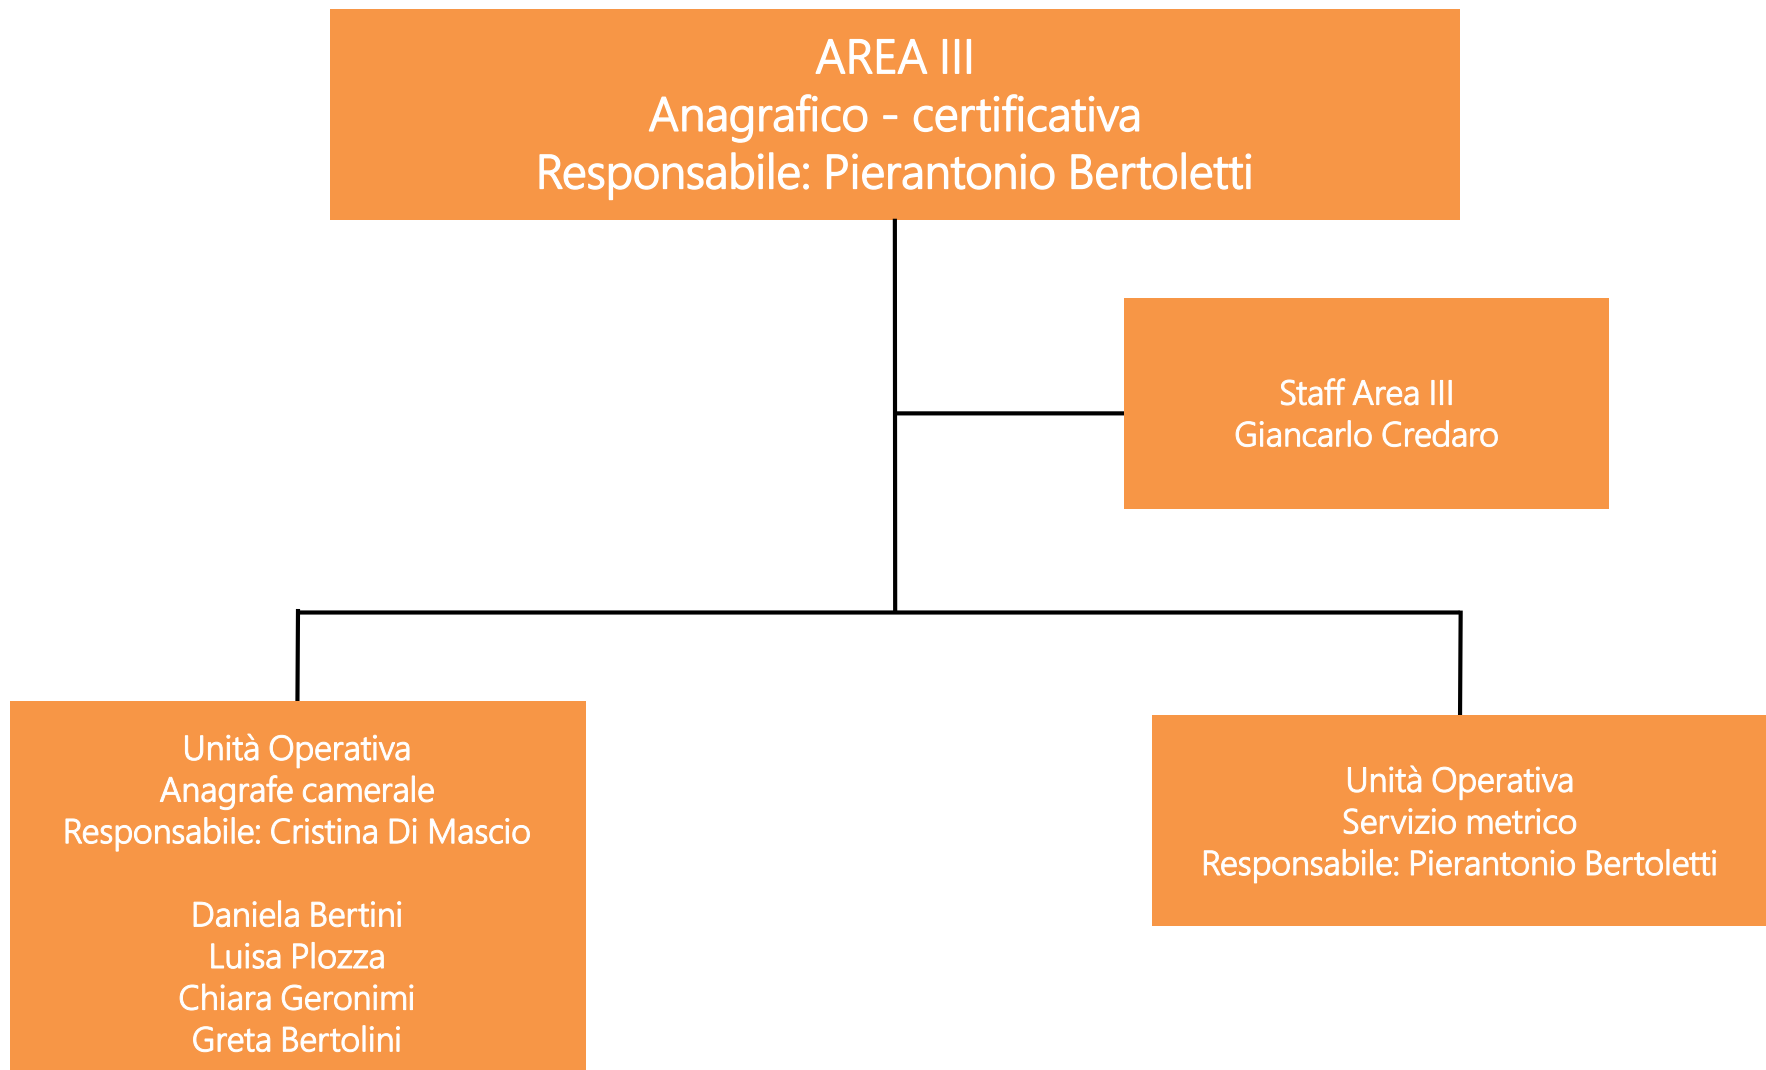 AREA III
Anagrafico - certificativa
Responsabile: Pierantonio Bertoletti
Staff Area III
Giancarlo Credaro
Unità Operativa
Anagrafe camerale
Responsabile: Cristina Di Mascio
Daniela Bertini
Luisa Plozza
Chiara Geronimi
Greta Bertolini
Unità Operativa
Servizio metrico
Responsabile: Pierantonio Bertoletti